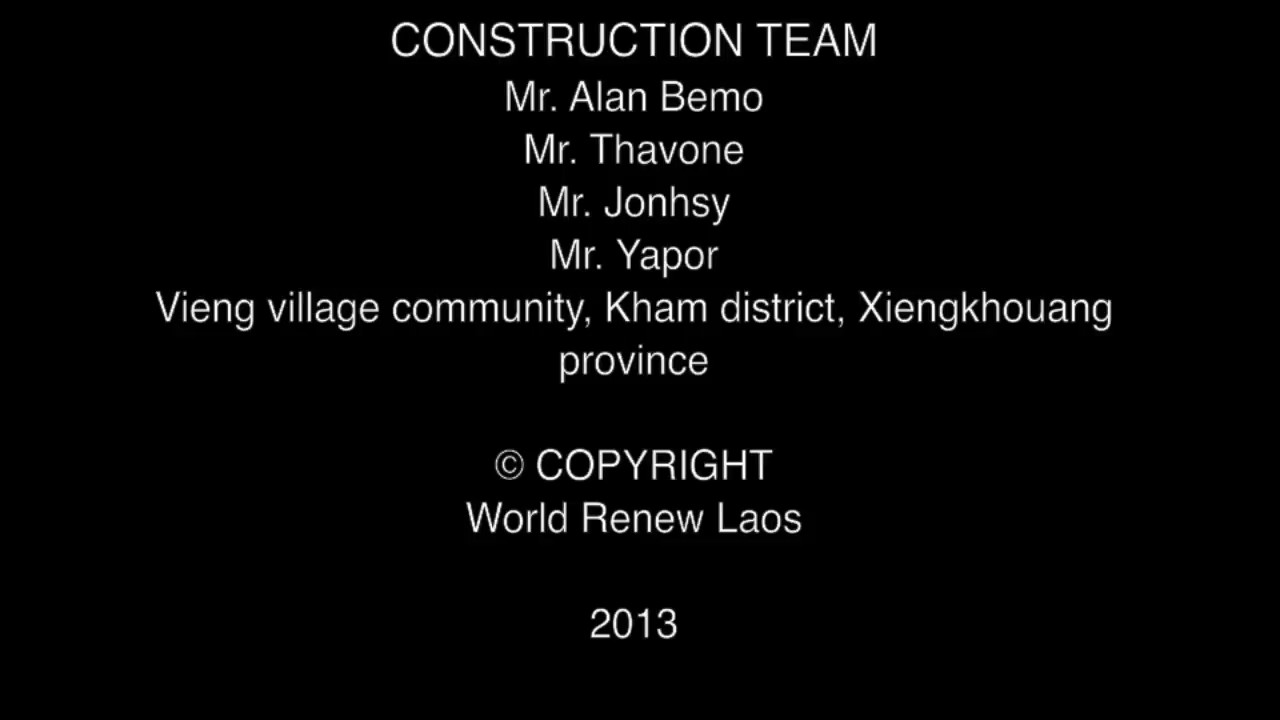 CONSTRUCTION TEAM
Mr. Alan Bemo
Mr. Thavone
Mr. Jonhsy
Mr. Yapor
Vieng village community, Kham district, Xiengkhouang
province
© COPYRIGHT
World Renew Laos
2013